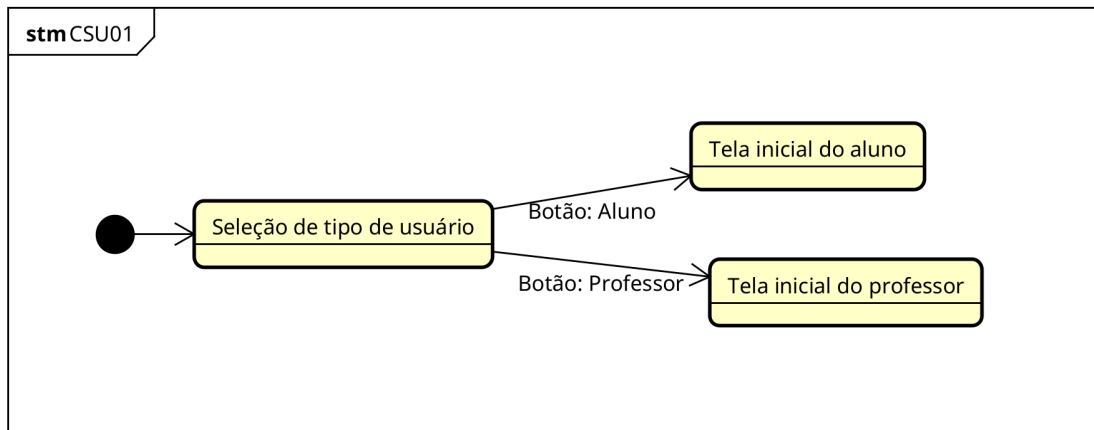 stm CSU01
Tela inicial do aluno
Botão: Aluno
Seleção de tipo de usuário
Botão: Professor
Tela inicial do professor